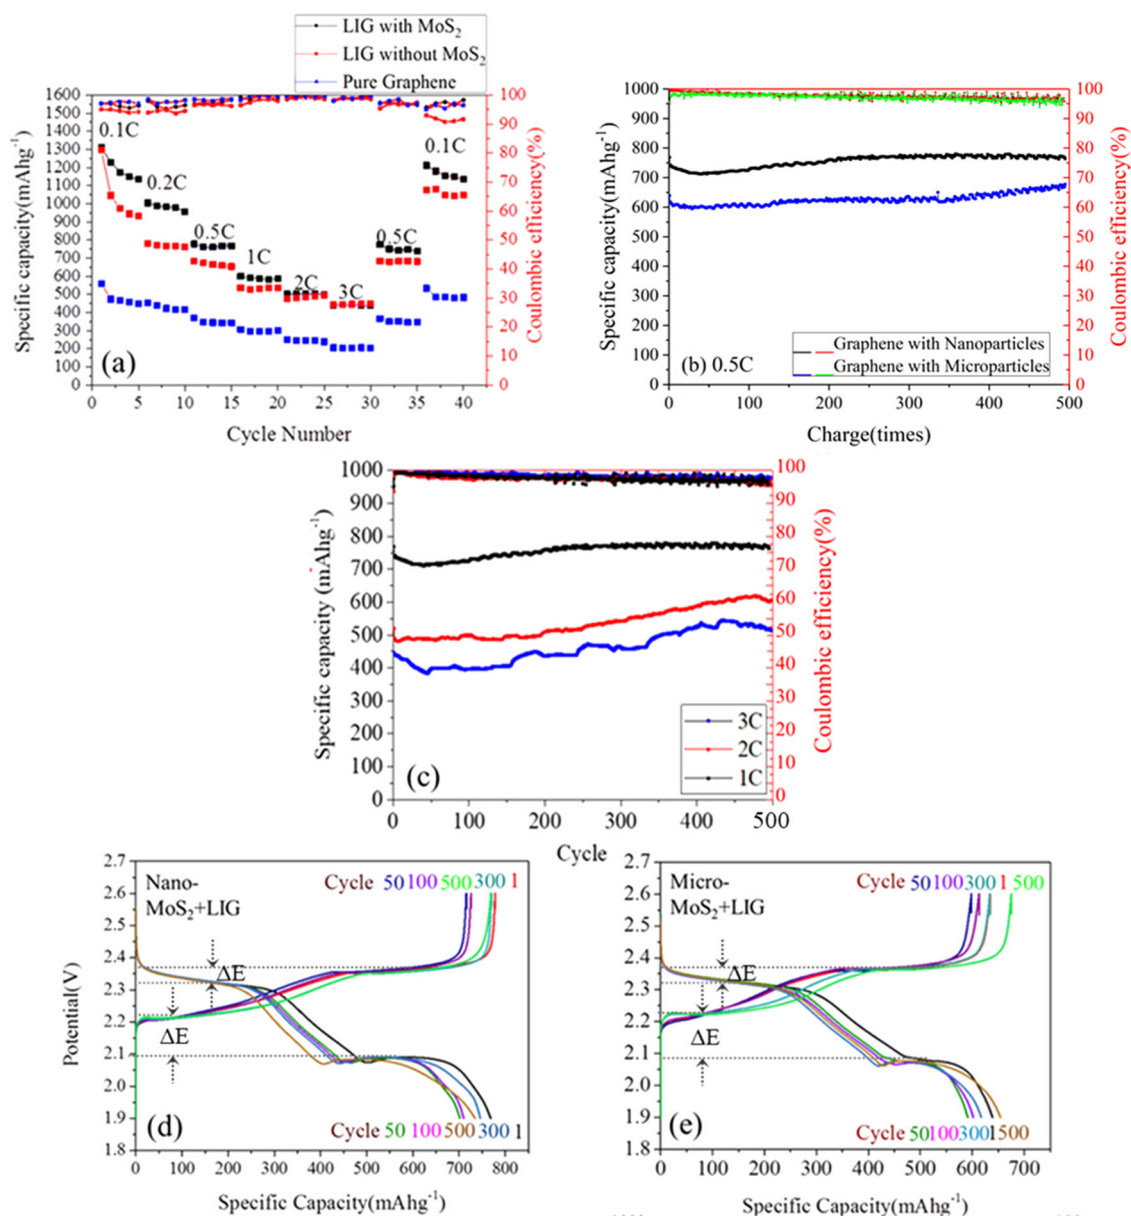 LIG with MoS2
LIG without MoS2
Pure Graphene
1600
1500
1400
1300
1200
1100
1000
900
800
700
600
500
400
300
200
100
0
Specific capacity(mAhg-1)
0.1C
0.2C
0.5C
1C
2C
3C
0.5C
0.1C
(a)
100
90
80
70
60
50
40
30
20
10
0
Coulombic efficiency(%)
0 5 10 15 20 25 30 35 40
Cycle Number
1000
900
800
700
600
500
400
300
200
100
0
Specific capacity(mAhg-1)
Graphene with Nanoparticles
Graphene with Microparticles
(b) 0.5C
100
90
80
70
60
50
40
30
20
10
0
Coulombic efficiency(%)
0 100 200 300 400 500
Charge(times)
1000
900
800
700
600
500
400
300
200
100
0
Specific capacity (mAhg-1)
3C
2C
1C
(c)
100
90
80
70
60
50
40
30
20
10
0
Coulombic efficiency(%)
0 100 200 300 400 500
Cycle
2.7
2.6
2.5
2.4
2.3
2.2
2.1
2.0
1.9
1.8
Potential(V)
Nano-
MoS2+LIG
Cycle 50 100 500 300 1
ΔE
ΔE
(d)
Cycle 50 100 500 300 1
0 100 200 300 400 500 600 700 800
Specific Capacity(mAhg-1)
2.7
2.6
2.5
2.4
2.3
2.2
2.1
2.0
1.9
1.8
Micro-
MoS2+LIG
Cycle 50 100 300 1 500
ΔE
ΔE
(e)
Cycle 50 100 300 1 500
0 100 200 300 400 500 600 700
Specific Capacity(mAhg-1)